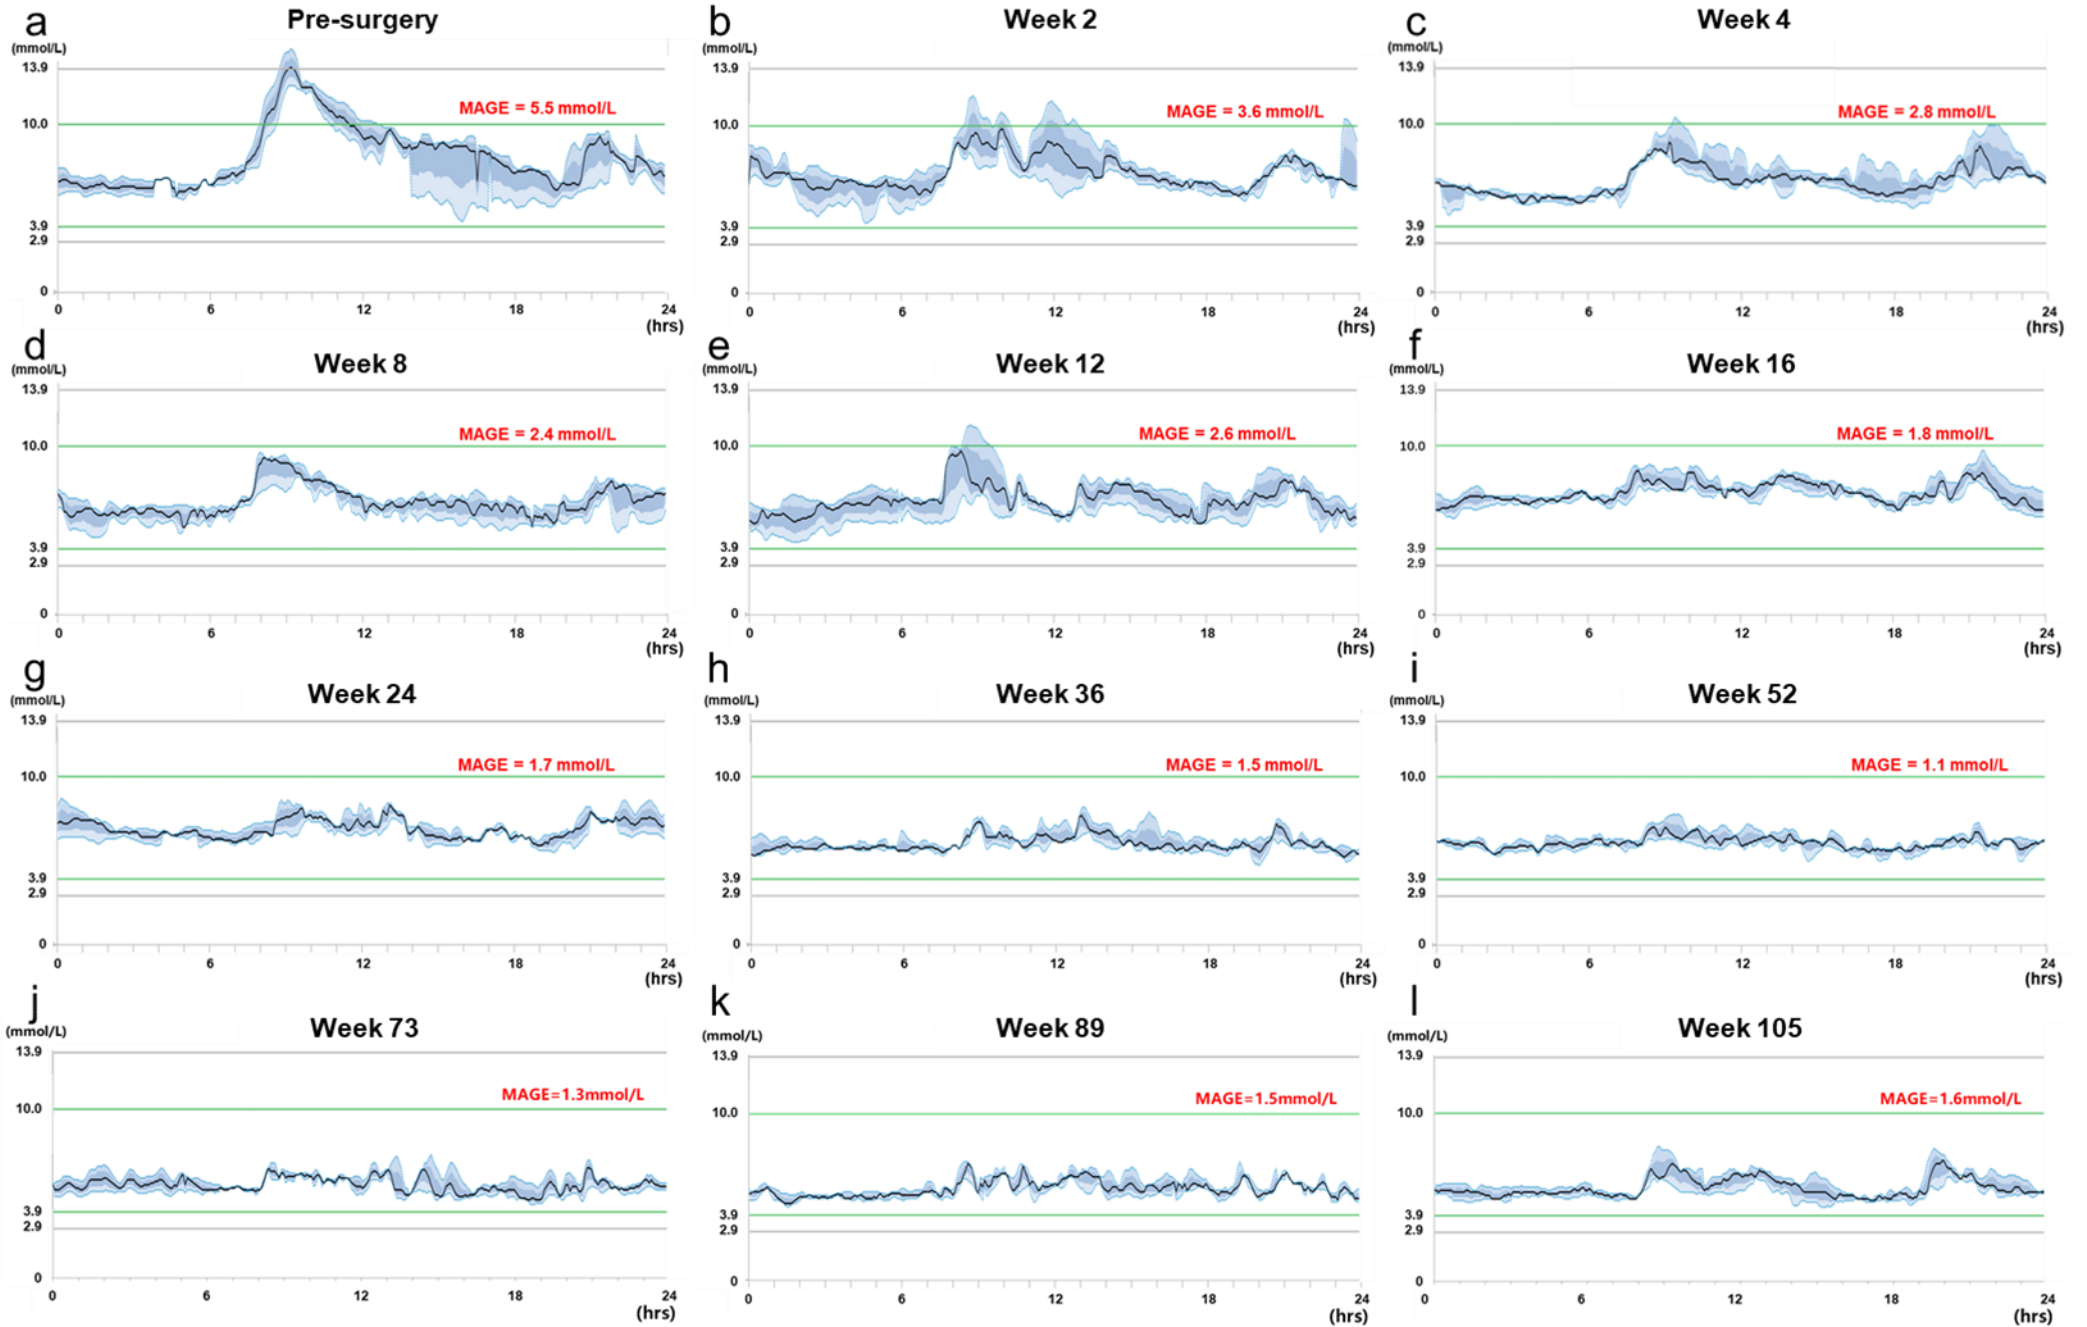 a Pre-surgery
(mmol/L)
13.9
MAGE = 5.5 mmol/L
10.0
3.9
2.9
0
0 6 12 18 24
(hrs)
b Week 2
(mmol/L)
13.9
MAGE = 3.6 mmol/L
10.0
3.9
2.9
0
0 6 12 18 24
(hrs)
c Week 4
(mmol/L)
13.9
MAGE = 2.8 mmol/L
10.0
3.9
2.9
0
0 6 12 18 24
(hrs)
d Week 8
(mmol/L)
13.9
MAGE = 2.4 mmol/L
10.0
3.9
2.9
0
0 6 12 18 24
(hrs)
e Week 12
(mmol/L)
13.9
MAGE = 2.6 mmol/L
10.0
3.9
2.9
0
0 6 12 18 24
(hrs)
f Week 16
(mmol/L)
13.9
MAGE = 1.8 mmol/L
10.0
3.9
2.9
0
0 6 12 18 24
(hrs)
g Week 24
(mmol/L)
13.9
MAGE = 1.7 mmol/L
10.0
3.9
2.9
0
0 6 12 18 24
(hrs)
h Week 36
(mmol/L)
13.9
MAGE = 1.5 mmol/L
10.0
3.9
2.9
0
0 6 12 18 24
(hrs)
i Week 52
(mmol/L)
13.9
MAGE = 1.1 mmol/L
10.0
3.9
2.9
0
0 6 12 18 24
(hrs)
j Week 73
(mmol/L)
13.9
MAGE=1.3mmol/L
10.0
3.9
2.9
0
0 6 12 18 24
(hrs)
k Week 89
(mmol/L)
13.9
MAGE=1.5mmol/L
10.0
3.9
2.9
0
0 6 12 18 24
(hrs)
l Week 105
(mmol/L)
13.9
MAGE=1.6mmol/L
10.0
3.9
2.9
0
0 6 12 18 24
(hrs)